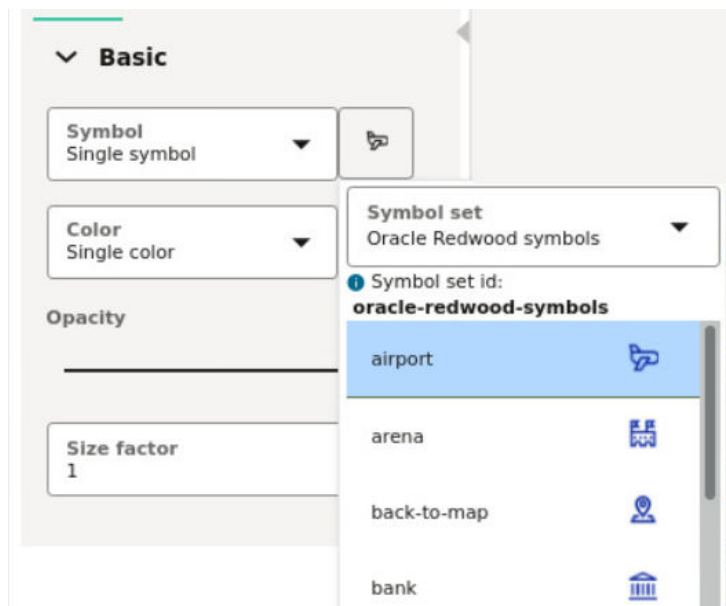 Basic
Symbol
Single symbol
Color
Single color
Opacity
Size factor
1
Symbol set
Oracle Redwood symbols
Symbol set id:
oracle-redwood-symbols
airport
arena
back-to-map
bank